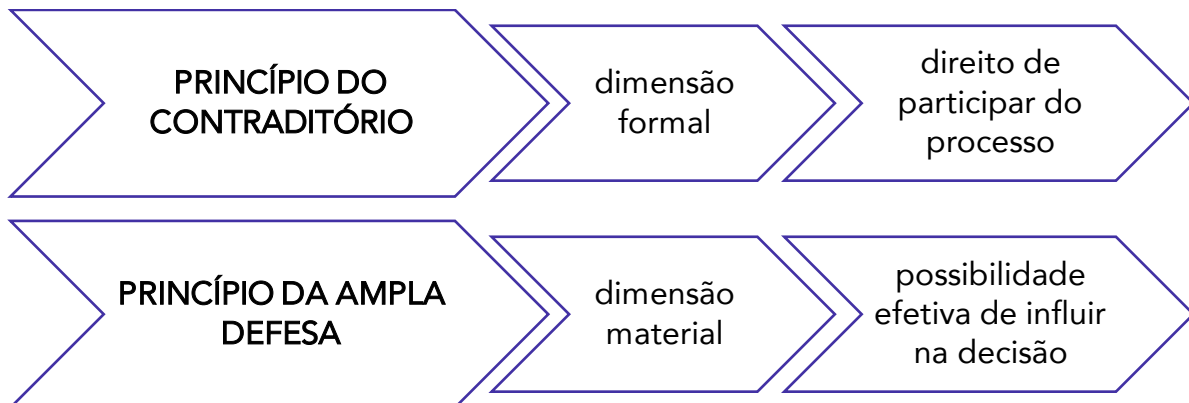 PRINCÍPIO DO
CONTRADITÓRIO
dimensão
formal
direito de
participar do
processo
PRINCÍPIO DA AMPLA
DEFESA
dimensão
material
possibilidade
efetiva de influir
na decisão